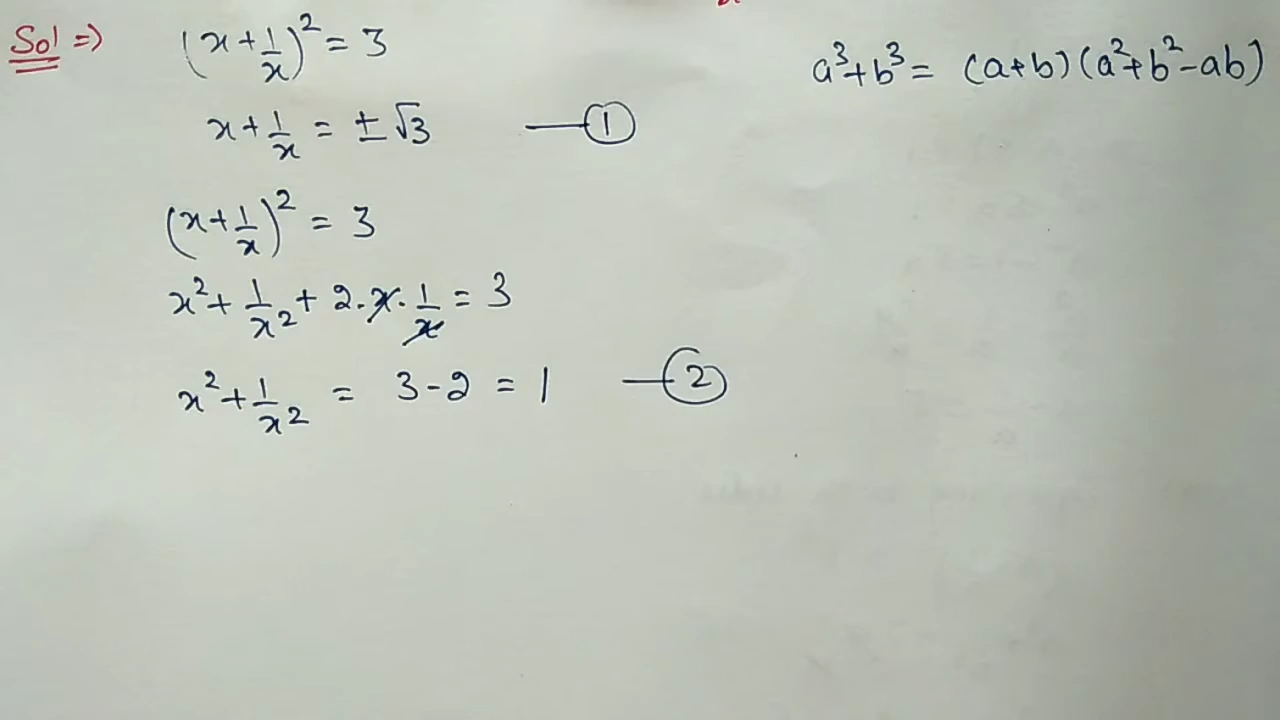 Sol ⇒ (x + 1/x)² = 3
a³ + b³ = (a+b)(a² + b² - ab)
x + 1/x = ± √3 —①
(x + 1/x)² = 3
x² + 1/x² + 2·x·1/x = 3
x² + 1/x² = 3 - 2 = 1 —②